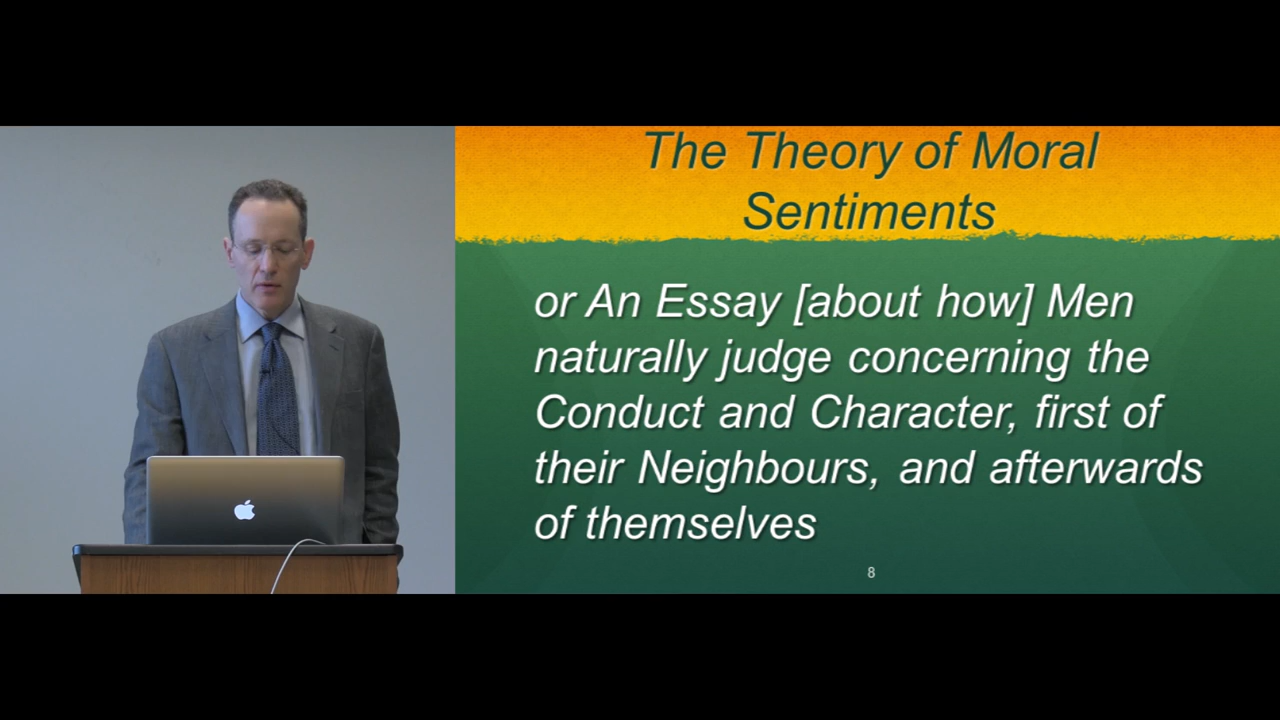 The Theory of Moral
Sentiments
or An Essay [about how] Men
naturally judge concerning the
Conduct and Character, first of
their Neighbours, and afterwards
of themselves
8